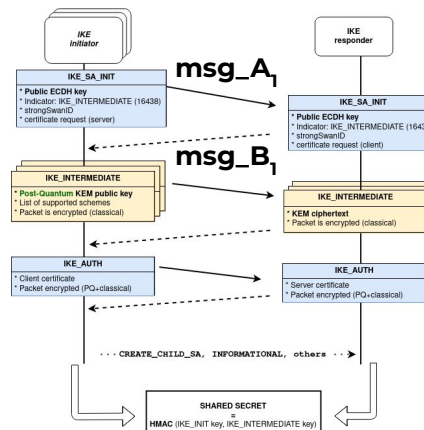 IKE
initiator
IKE
responder
msg_A1
IKE_SA_INIT
* Public ECDH key
* Indicator: IKE_INTERMEDIATE (16438)
* strongSwanID
* certificate request (server)
IKE_SA_INIT
* Public ECDH key
* Indicator: IKE_INTERMEDIATE (1643
* strongSwanID
* certificate request (client)
msg_B1
IKE_INTERMEDIATE
* Post-Quantum KEM public key
* List of supported schemes
* Packet is encrypted (classical)
IKE_INTERMEDIATE
* KEM ciphertext
* Packet is encrypted (classical)
IKE_AUTH
* Client certificate
* Packet encrypted (PQ+classical)
IKE_AUTH
* Server certificate
* Packet encrypted (PQ+classical)
CREATE_CHILD_SA, INFORMATIONAL, others
SHARED SECRET
=
HMAC (IKE_INIT key, IKE_INTERMEDIATE key)